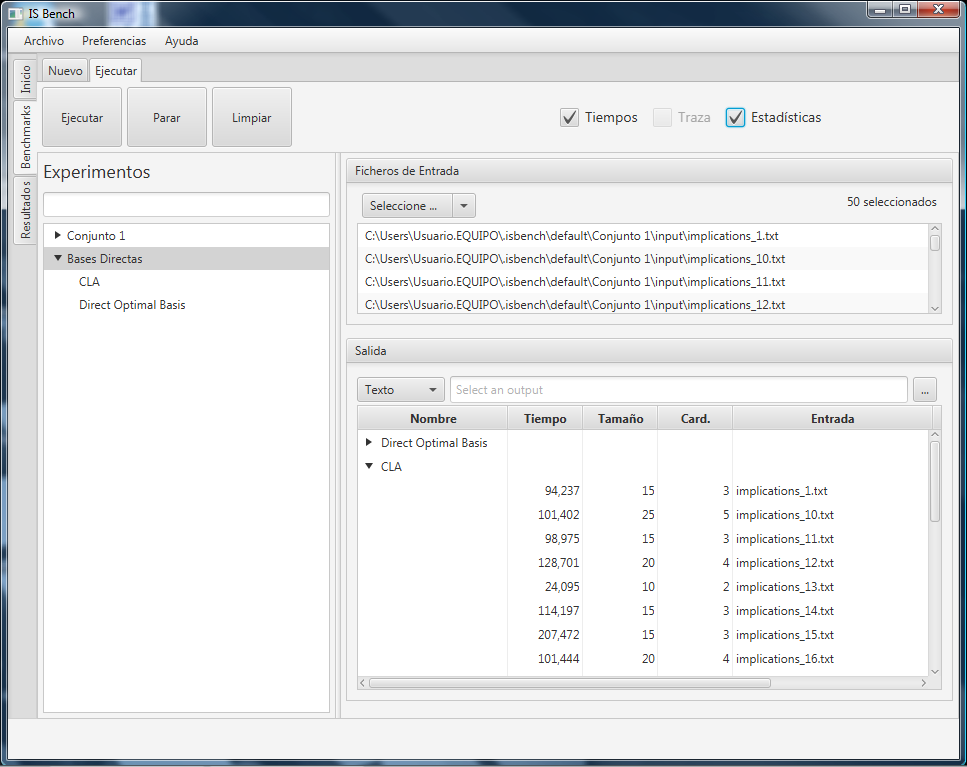 IS Bench
Archivo Preferencias Ayuda
Inicio
Benchmarks
Resultados
Nuevo Ejecutar
Ejecutar Parar Limpiar
Tiempos Traza Estadísticas
Experimentos
Conjunto 1
Bases Directas
CLA
Direct Optimal Basis
Ficheros de Entrada
Seleccione ... 50 seleccionados
C:\Users\Usuario.EQUIPO\.isbench\default\Conjunto 1\input\implications_1.txt
C:\Users\Usuario.EQUIPO\.isbench\default\Conjunto 1\input\implications_10.txt
C:\Users\Usuario.EQUIPO\.isbench\default\Conjunto 1\input\implications_11.txt
C:\Users\Usuario.EQUIPO\.isbench\default\Conjunto 1\input\implications_12.txt
Salida
Texto Select an output ...
Nombre Tiempo Tamaño Card. Entrada
Direct Optimal Basis
CLA
94,237 15 3 implications_1.txt
101,402 25 5 implications_10.txt
98,975 15 3 implications_11.txt
128,701 20 4 implications_12.txt
24,095 10 2 implications_13.txt
114,197 15 3 implications_14.txt
207,472 15 3 implications_15.txt
101,444 20 4 implications_16.txt